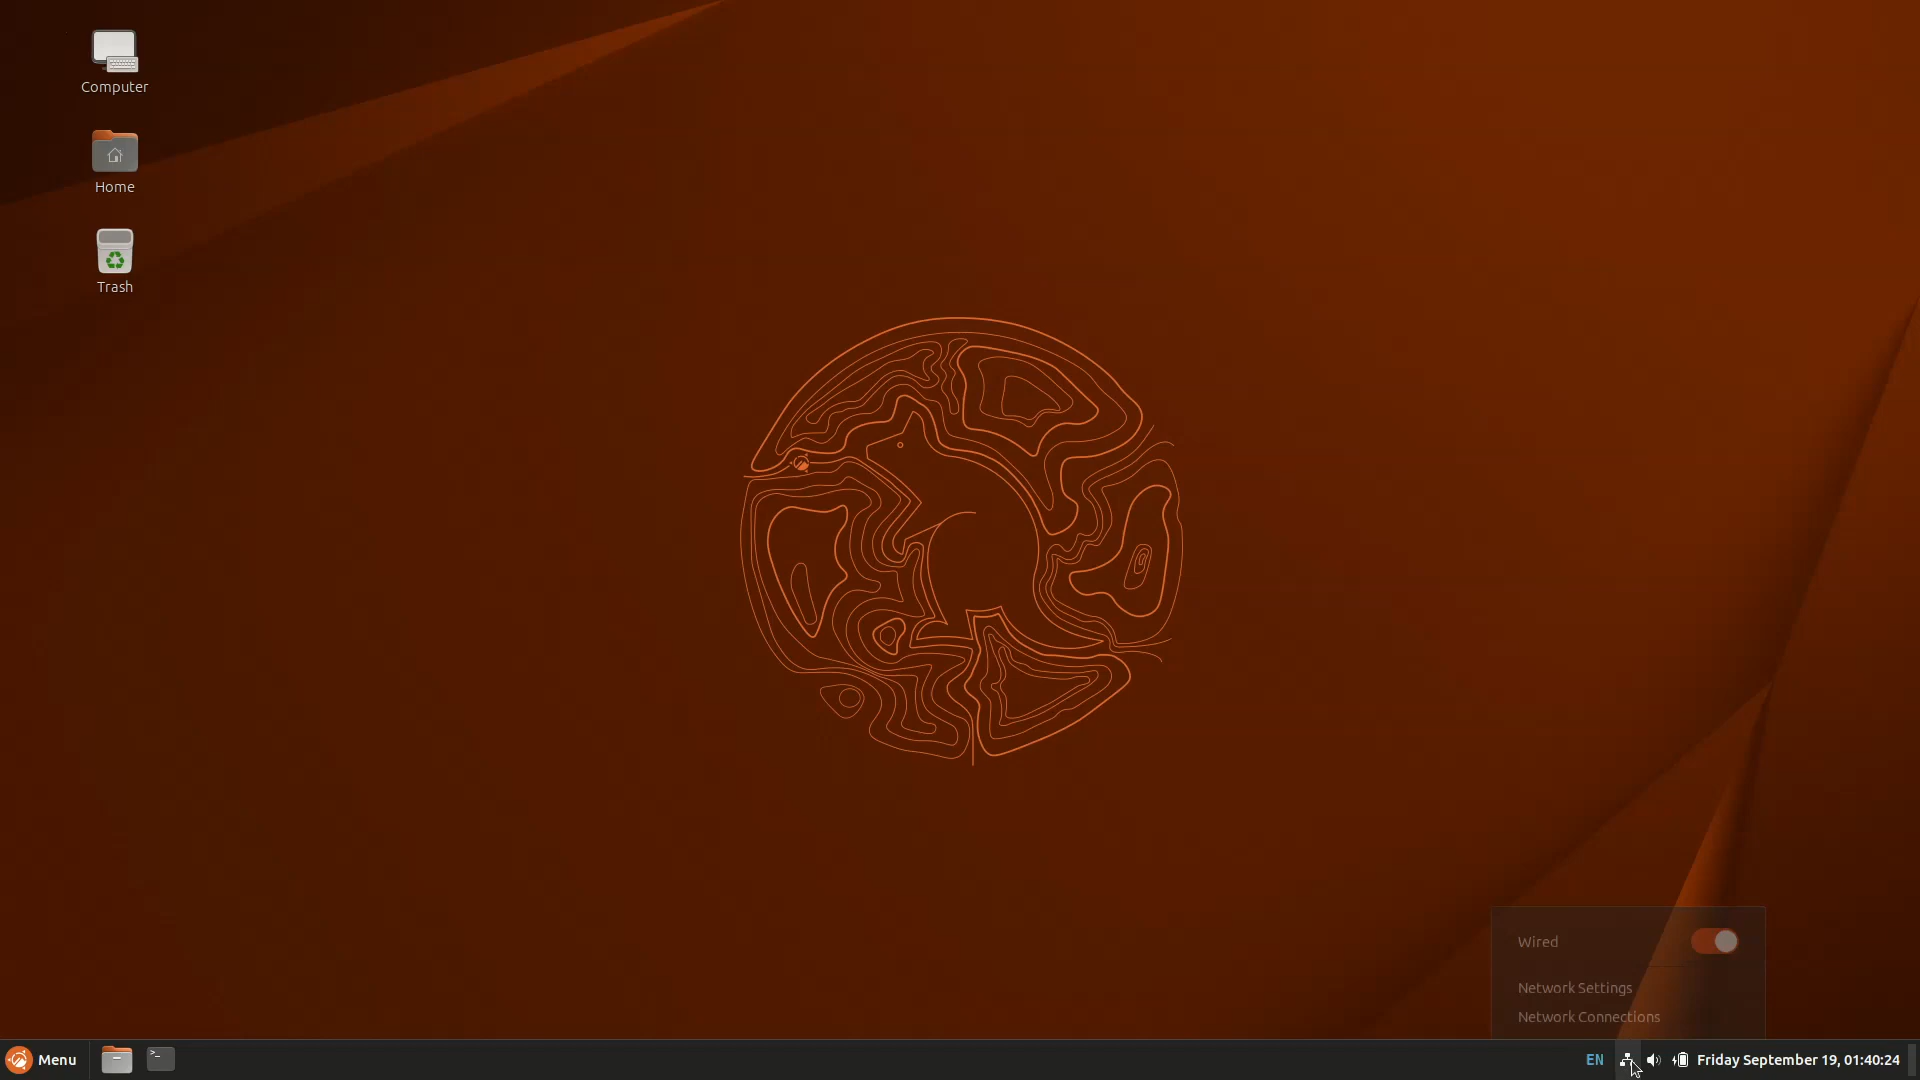 Computer
Home
Trash
Wired
Network Settings
Network Connections
Menu
EN
Friday September 19, 01:40:24